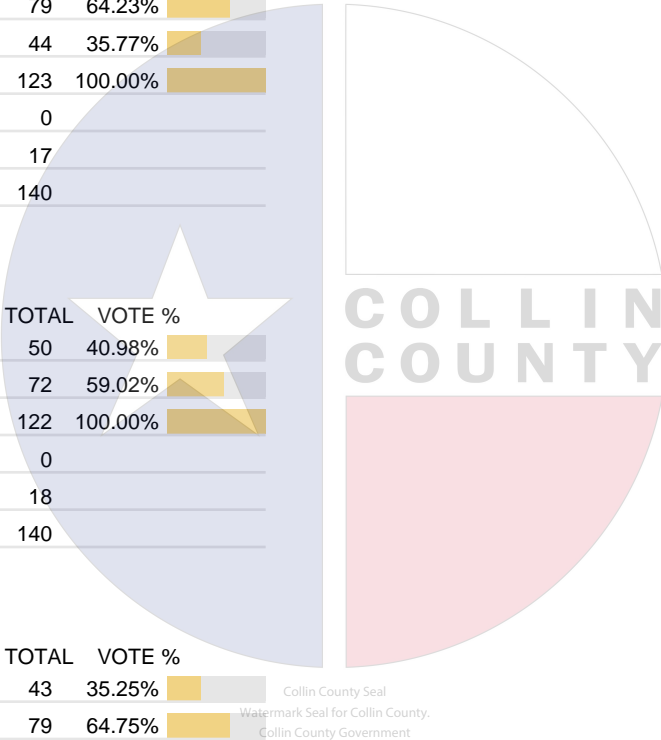 79 64.23%
44 35.77%
123 100.00%
0
17
140
TOTAL VOTE %
50 40.98%
72 59.02%
122 100.00%
0
18
140
TOTAL VOTE %
43 35.25%
79 64.75%
COLLIN
COUNTY
Collin County Seal
Watermark Seal for Collin County.
Collin County Government